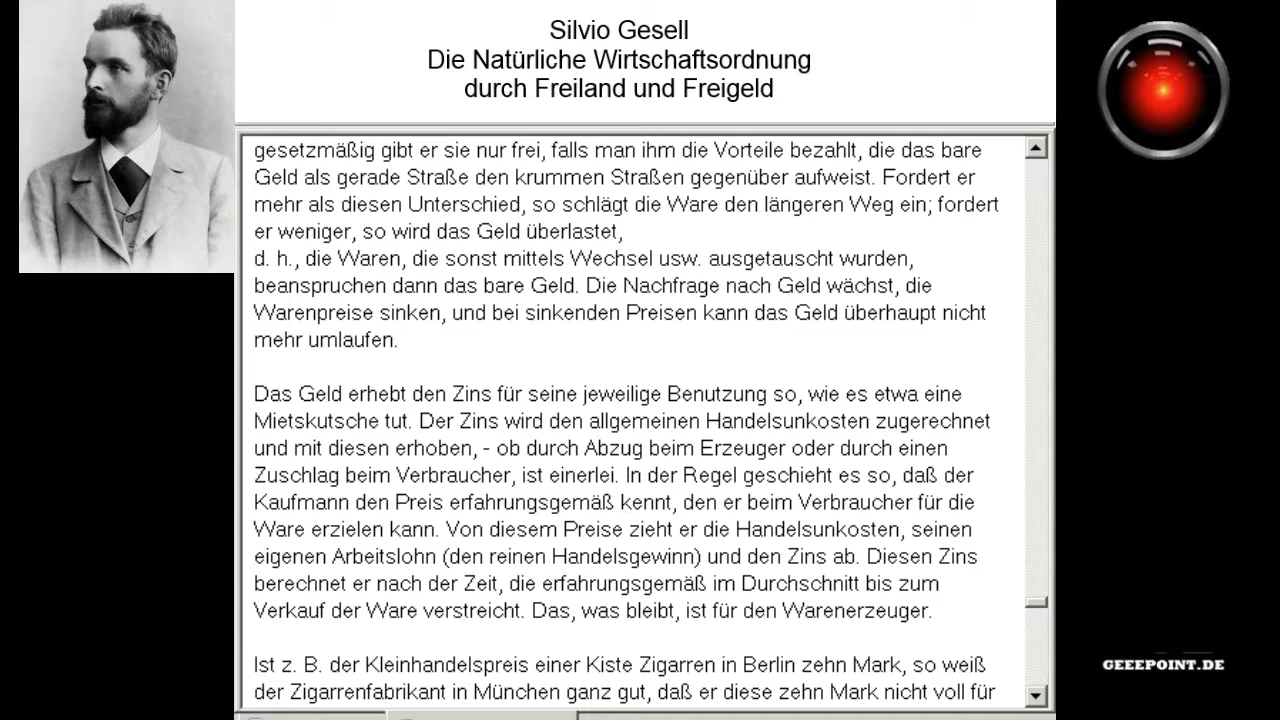 Silvio Gesell
Die Natürliche Wirtschaftsordnung
durch Freiland und Freigeld
gesetzmäßig gibt er sie nur frei, falls man ihm die Vorteile bezahlt, die das bare
Geld als gerade Straße den krummen Straßen gegenüber aufweist. Fordert er
mehr als diesen Unterschied, so schlägt die Ware den längeren Weg ein; fordert
er weniger, so wird das Geld überlastet,
d. h., die Waren, die sonst mittels Wechsel usw. ausgetauscht wurden,
beanspruchen dann das bare Geld. Die Nachfrage nach Geld wächst, die
Warenpreise sinken, und bei sinkenden Preisen kann das Geld überhaupt nicht
mehr umlaufen.
Das Geld erhebt den Zins für seine jeweilige Benutzung so, wie es etwa eine
Mietskutsche tut. Der Zins wird den allgemeinen Handelsunkosten zugerechnet
und mit diesen erhoben, - ob durch Abzug beim Erzeuger oder durch einen
Zuschlag beim Verbraucher, ist einerlei. In der Regel geschieht es so, daß der
Kaufmann den Preis erfahrungsgemäß kennt, den er beim Verbraucher für die
Ware erzielen kann. Von diesem Preise zieht er die Handelsunkosten, seinen
eigenen Arbeitslohn (den reinen Handelsgewinn) und den Zins ab. Diesen Zins
berechnet er nach der Zeit, die erfahrungsgemäß im Durchschnitt bis zum
Verkauf der Ware verstreicht. Das, was bleibt, ist für den Warenerzeuger.
Ist z. B. der Kleinhandelspreis einer Kiste Zigarren in Berlin zehn Mark, so weiß
der Zigarrenfabrikant in München ganz gut, daß er diese zehn Mark nicht voll für
GEEEPOINT.DE